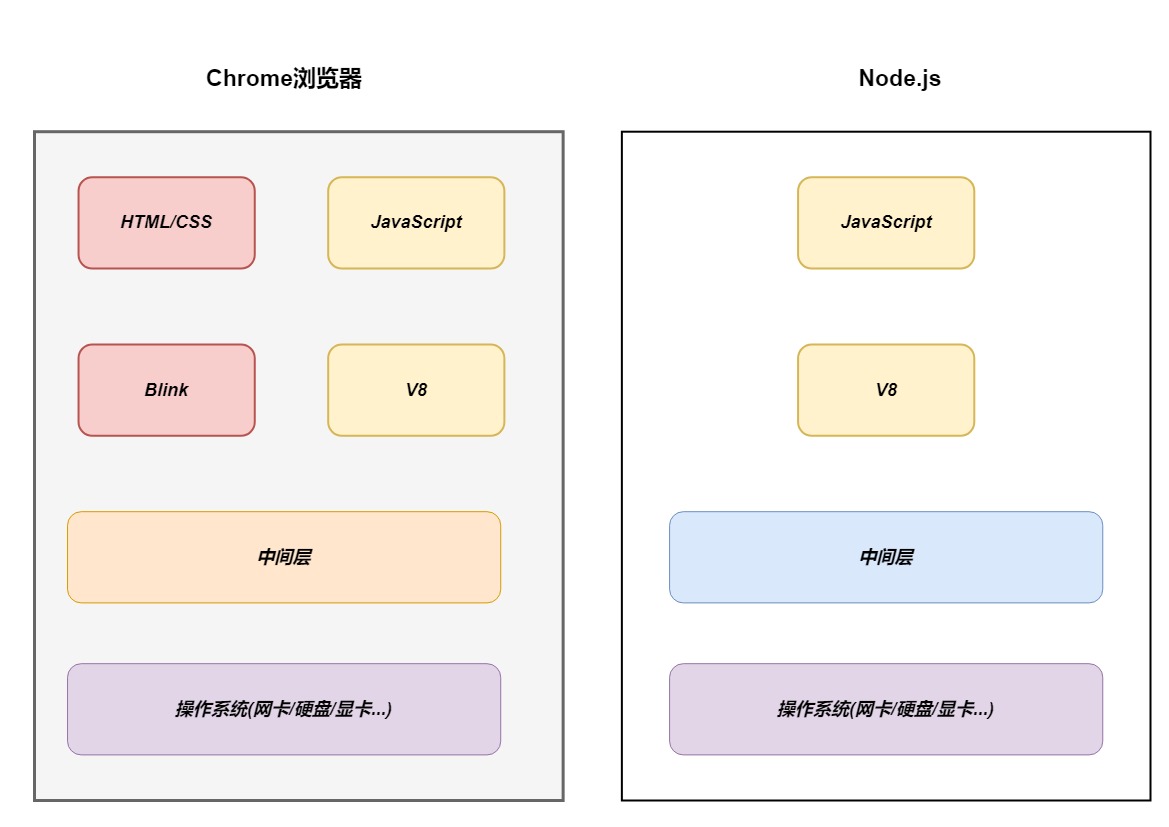 Chrome浏览器
HTML/CSS
JavaScript
Blink
V8
中间层
操作系统(网卡/硬盘/显卡...)
Node.js
JavaScript
V8
中间层
操作系统(网卡/硬盘/显卡...)